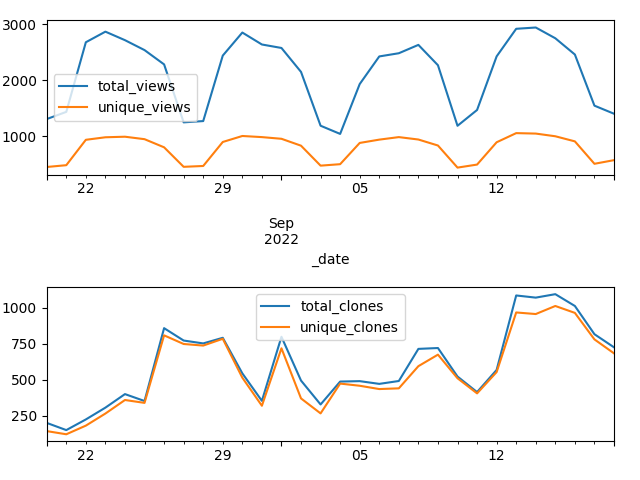 3000
2000
1000
total_views
unique_views
22
29
05
12
Sep
2022
_date
1000
750
500
250
total_clones
unique_clones
22
29
05
12